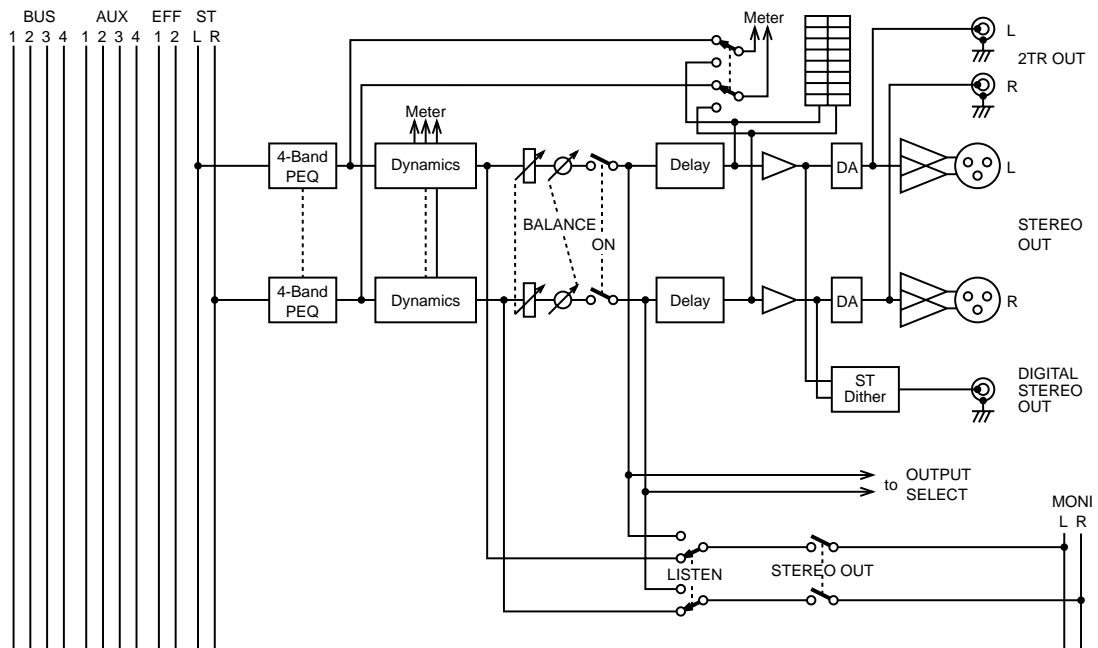 BUS AUX EFF ST
1 2 3 4 1 2 3 4 1 2 L R
Meter
L
2TR OUT
R
Meter
4-Band
PEQ
Dynamics
Delay
DA
L
BALANCE
ON
STEREO
OUT
4-Band
PEQ
Dynamics
Delay
DA
R
ST
Dither
DIGITAL
STEREO
OUT
to OUTPUT
SELECT
MONI
L R
LISTEN
STEREO OUT